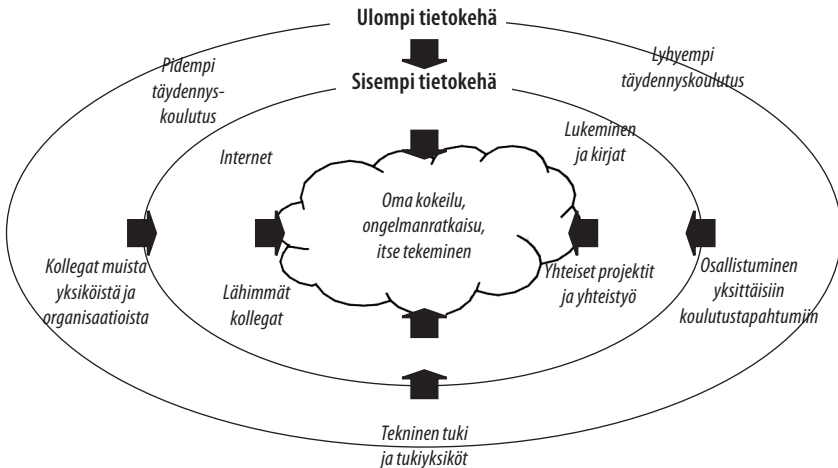 Ulompi tietokehä
Pidempi
täydennys-
koulutus
Lyhyempi
täydennyskoulutus
Sisempi tietokehä
Internet
Lukeminen
ja kirjat
Oma kokeilu,
ongelmanratkaisu,
itse tekeminen
Kollegat muista
yksiköistä ja
organisaatioista
Lähimmät
kollegat
Yhteiset projektit
ja yhteistyö
Osallistuminen
yksittäisiin
koulutustapahtumiin
Tekninen tuki
ja tukiyksiköt